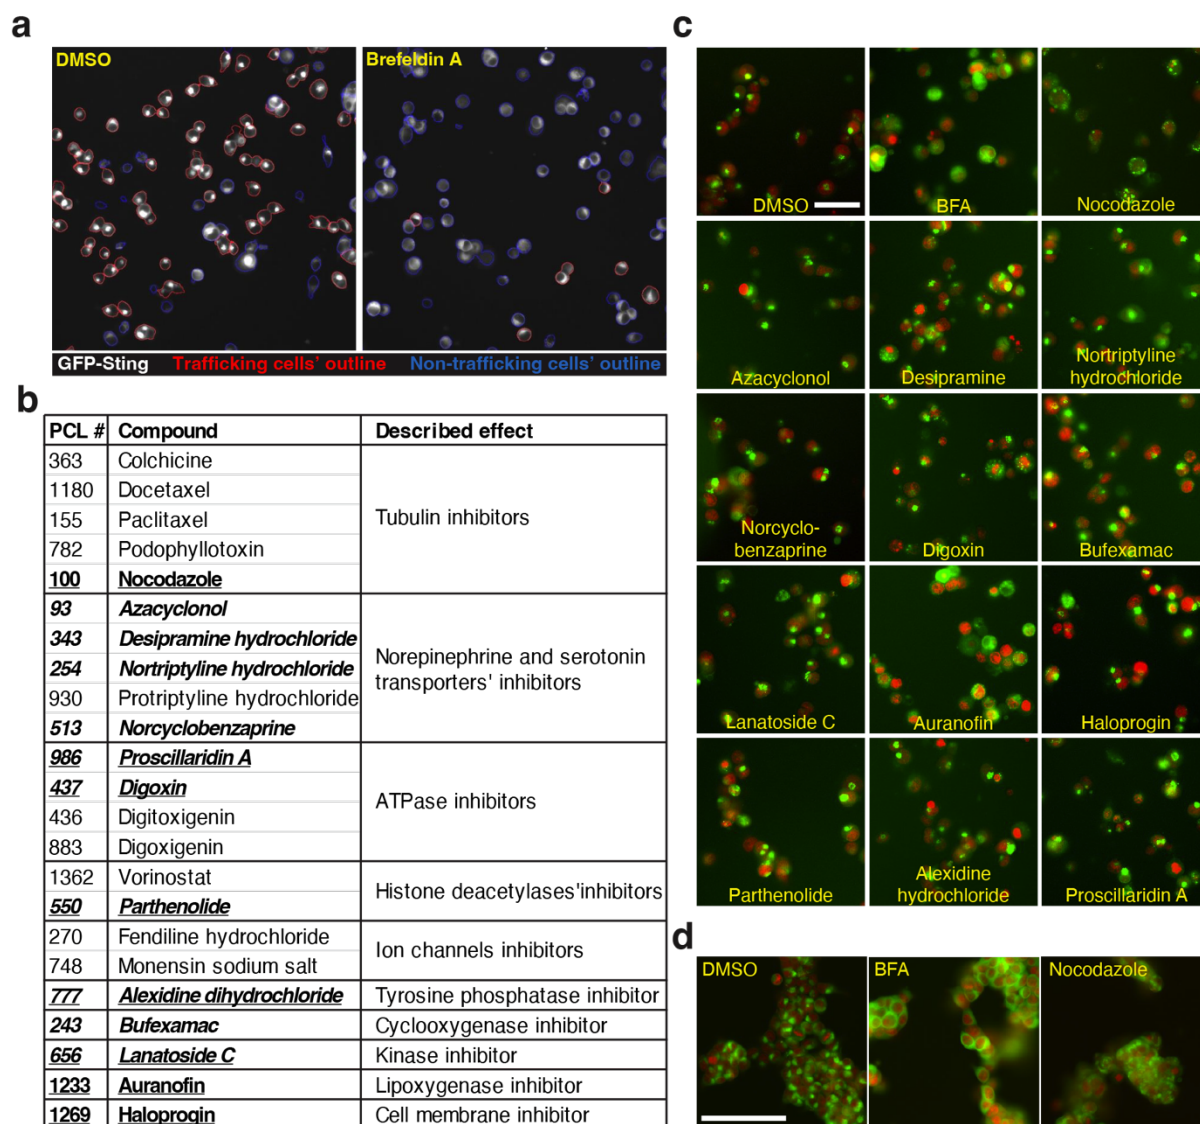 a
DMSO
Brefeldin A
GFP-Sting Trafficking cells' outline Non-trafficking cells' outline
b
PCL # Compound Described effect
363 Colchicine
1180 Docetaxel
155 Paclitaxel
782 Podophyllotoxin
100 Nocodazole
Tubulin inhibitors
93 Azacyclonol
343 Desipramine hydrochloride
254 Nortriptyline hydrochloride
930 Protriptyline hydrochloride
513 Norcyclobenzaprine
Norepinephrine and serotonin
transporters' inhibitors
986 Proscillaridin A
437 Digoxin
436 Digitoxigenin
883 Digoxigenin
ATPase inhibitors
1362 Vorinostat
550 Parthenolide
Histone deacetylases'inhibitors
270 Fendiline hydrochloride
748 Monensin sodium salt
Ion channels inhibitors
777 Alexidine dihydrochloride Tyrosine phosphatase inhibitor
243 Bufexamac Cyclooxygenase inhibitor
656 Lanatoside C Kinase inhibitor
1233 Auranofin Lipoxygenase inhibitor
1269 Haloprogin Cell membrane inhibitor
c
DMSO
BFA
Nocodazole
Azacyclonol
Desipramine
Nortriptyline
hydrochloride
Norcyclo-
benzaprine
Digoxin
Bufexamac
Lanatoside C
Auranofin
Haloprogin
Parthenolide
Alexidine
hydrochloride
Proscillaridin A
d
DMSO
BFA
Nocodazole